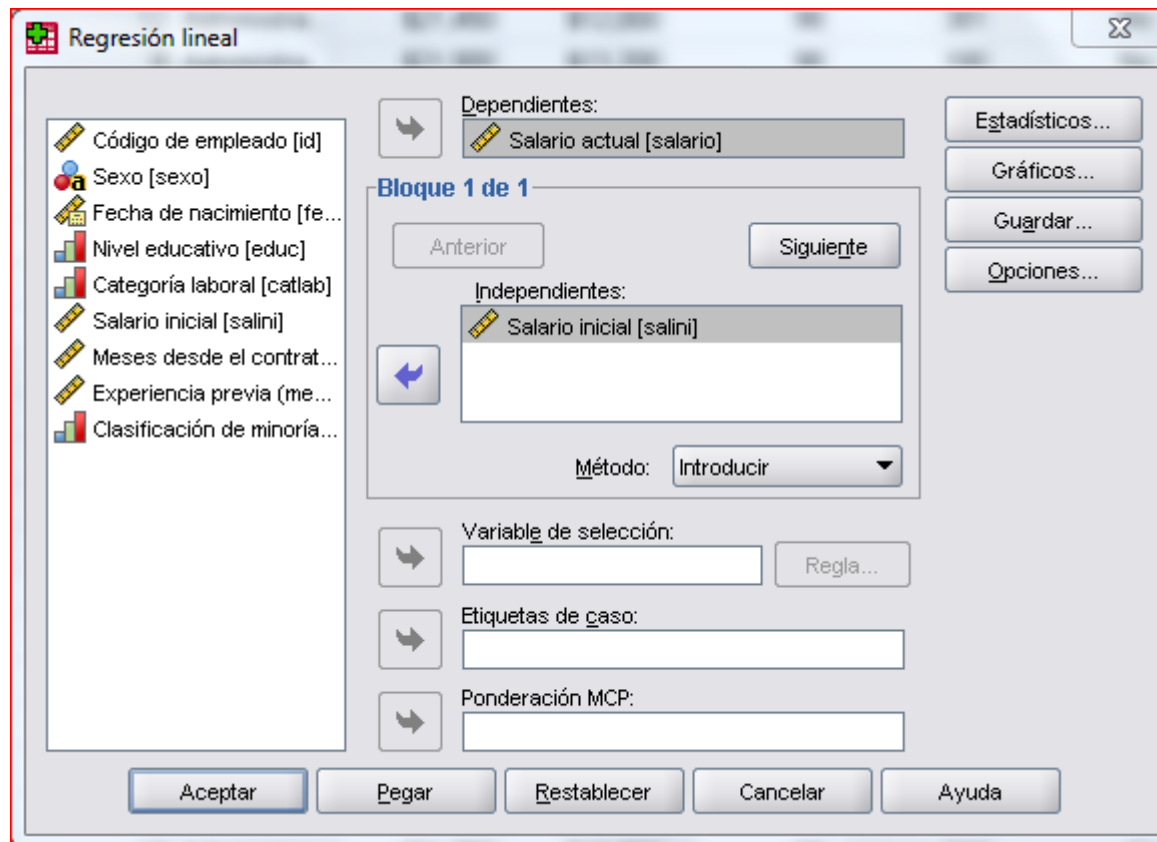 Regresión lineal
Código de empleado [id]
Sexo [sexo]
Fecha de nacimiento [fe...
Nivel educativo [educ]
Categoría laboral [catlab]
Salario inicial [salini]
Meses desde el contrat...
Experiencia previa (me...
Clasificación de minoría...
Dependientes:
Salario actual [salario]
Bloque 1 de 1
Anterior
Siguiente
Independientes:
Salario inicial [salini]
Método:
Introducir
Variable de selección:
Regla...
Etiquetas de caso:
Ponderación MCP:
Estadísticos...
Gráficos...
Guardar...
Opciones...
Aceptar
Pegar
Restablecer
Cancelar
Ayuda